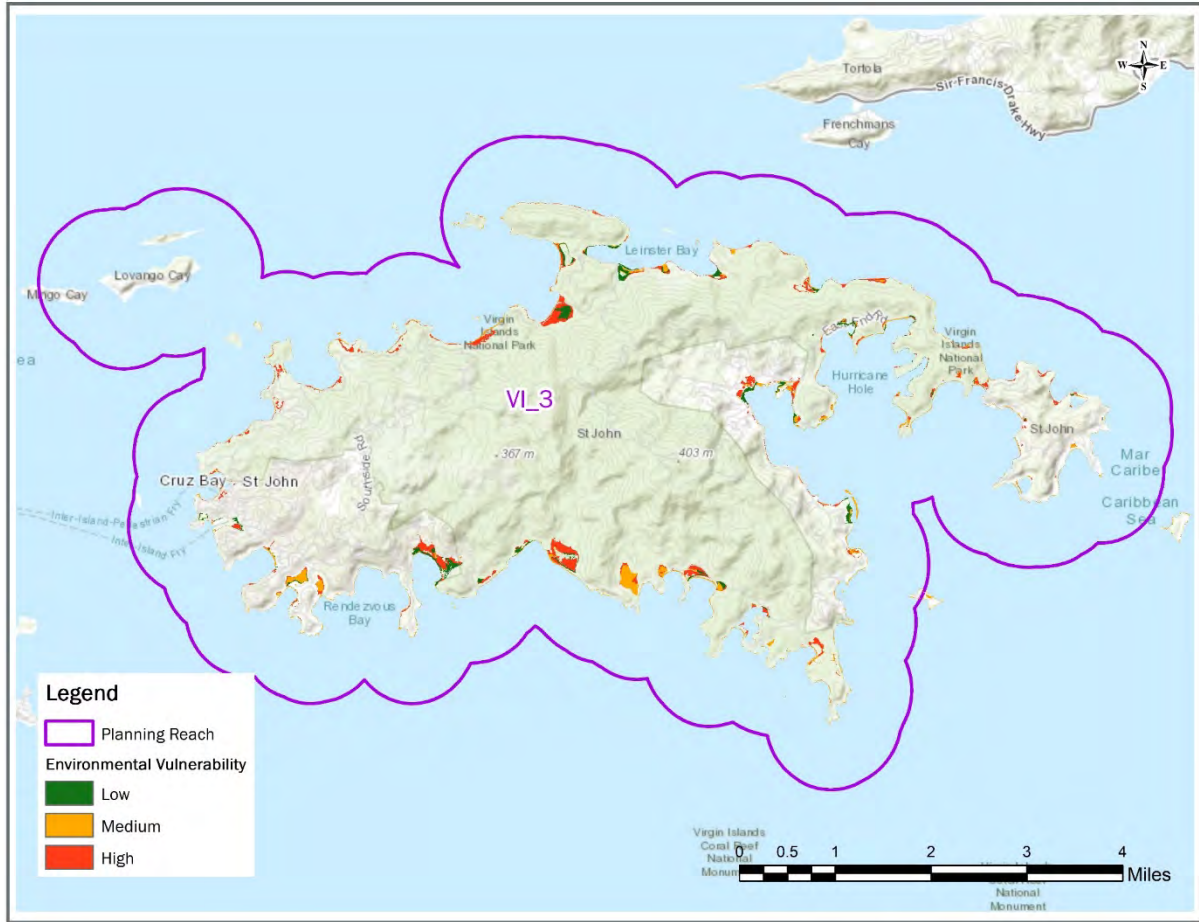 N
W E
S
Tortola
Sir-Francis-Drake-Hwy
Frenchmans
Cay
Leinster Bay
Lovango Cay
Mingo Cay
Virgin
Islands
National Park
East End Rd
Virgin
Islands
National
Park
ea
Hurricane
Hole
VI_3
St John
St John
367 m
403 m
Mar
Caribe
Southside Rd
Cruz Bay - St John
Caribbean
Sea
Inter-Island-Pedestrian Fry
Inter-Island Fry
Rendezvous
Bay
Legend
Planning Reach
Environmental Vulnerability
Low
Medium
High
Virgin Islands
Coral Reef
National
0 0.5 1 2 3 4
Miles
National
Monument